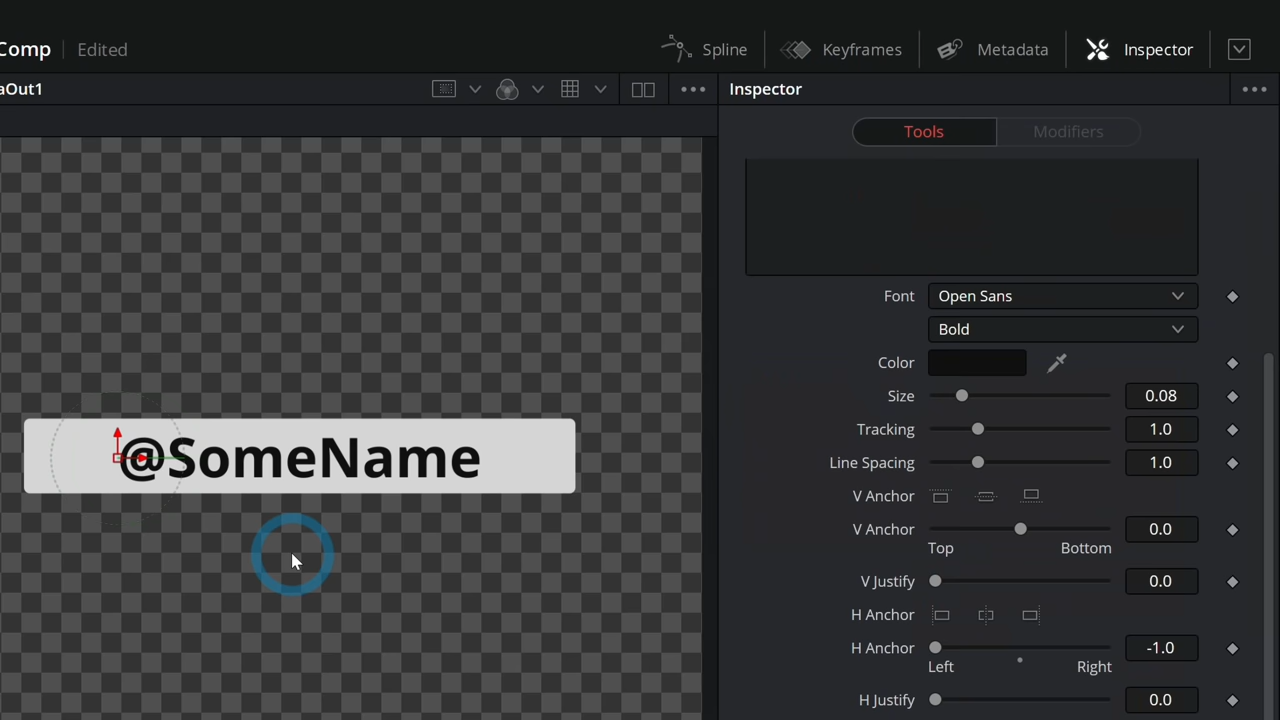 Comp Edited Spline Keyframes Metadata Inspector
aOut1
Inspector
Tools Modifiers
Font Open Sans
Bold
Color
Size 0.08
Tracking 1.0
Line Spacing 1.0
V Anchor
V Anchor 0.0
Top Bottom
V Justify 0.0
H Anchor
H Anchor -1.0
Left Right
H Justify 0.0
@SomeName